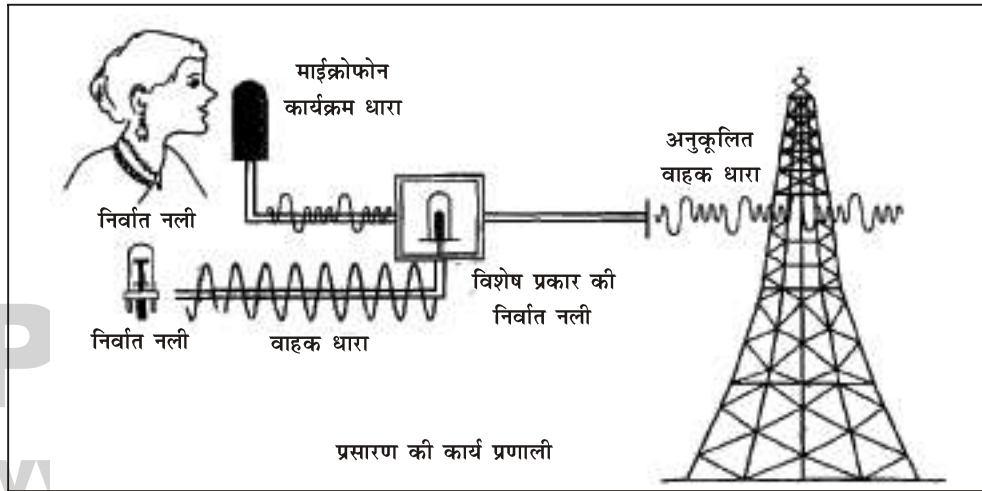 माईक्रोफोन
कार्यक्रम धारा
अनुकूलित
वाहक धारा
निर्वात नली
विशेष प्रकार की
निर्वात नली
निर्वात नली
वाहक धारा
प्रसारण की कार्य प्रणाली